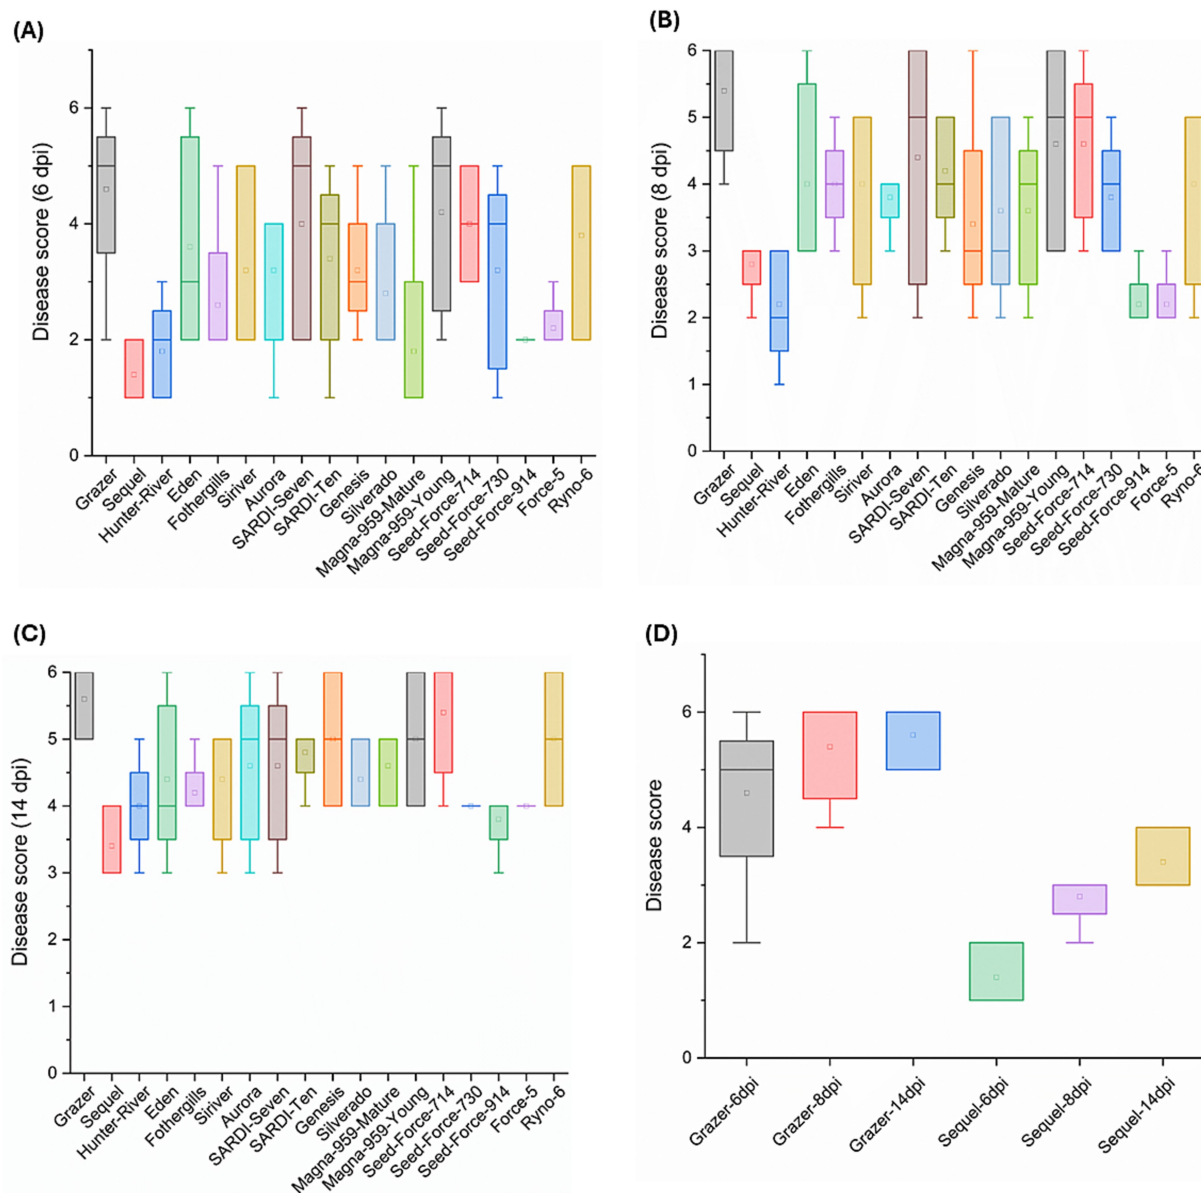 (A)
Disease score (6 dpi)
6
4
2
0
Grazer
Sequel
Hunter-River
Eden
Fothergills
Siriver
Aurora
SARDI-Seven
SARDI-Ten
Genesis
Silverado
Magna-959-Mature
Magna-959-Young
Seed-Force-714
Seed-Force-730
Seed-Force-914
Force-5
Ryno-6
(B)
Disease score (8 dpi)
6
5
4
3
2
1
0
Grazer
Sequel
Hunter-River
Eden
Fothergills
Siriver
Aurora
SARDI-Seven
SARDI-Ten
Genesis
Silverado
Magna-959-Mature
Magna-959-Young
Seed-Force-714
Seed-Force-730
Seed-Force-914
Force-5
Ryno-6
(C)
Disease score (14 dpi)
6
5
4
3
2
1
0
Grazer
Sequel
Hunter-River
Eden
Fothergills
Siriver
Aurora
SARDI-Seven
SARDI-Ten
Genesis
Silverado
Magna-959-Mature
Magna-959-Young
Seed-Force-714
Seed-Force-730
Seed-Force-914
Force-5
Ryno-6
(D)
Disease score
6
4
2
0
Grazer-6dpi
Grazer-8dpi
Grazer-14dpi
Sequel-6dpi
Sequel-8dpi
Sequel-14dpi